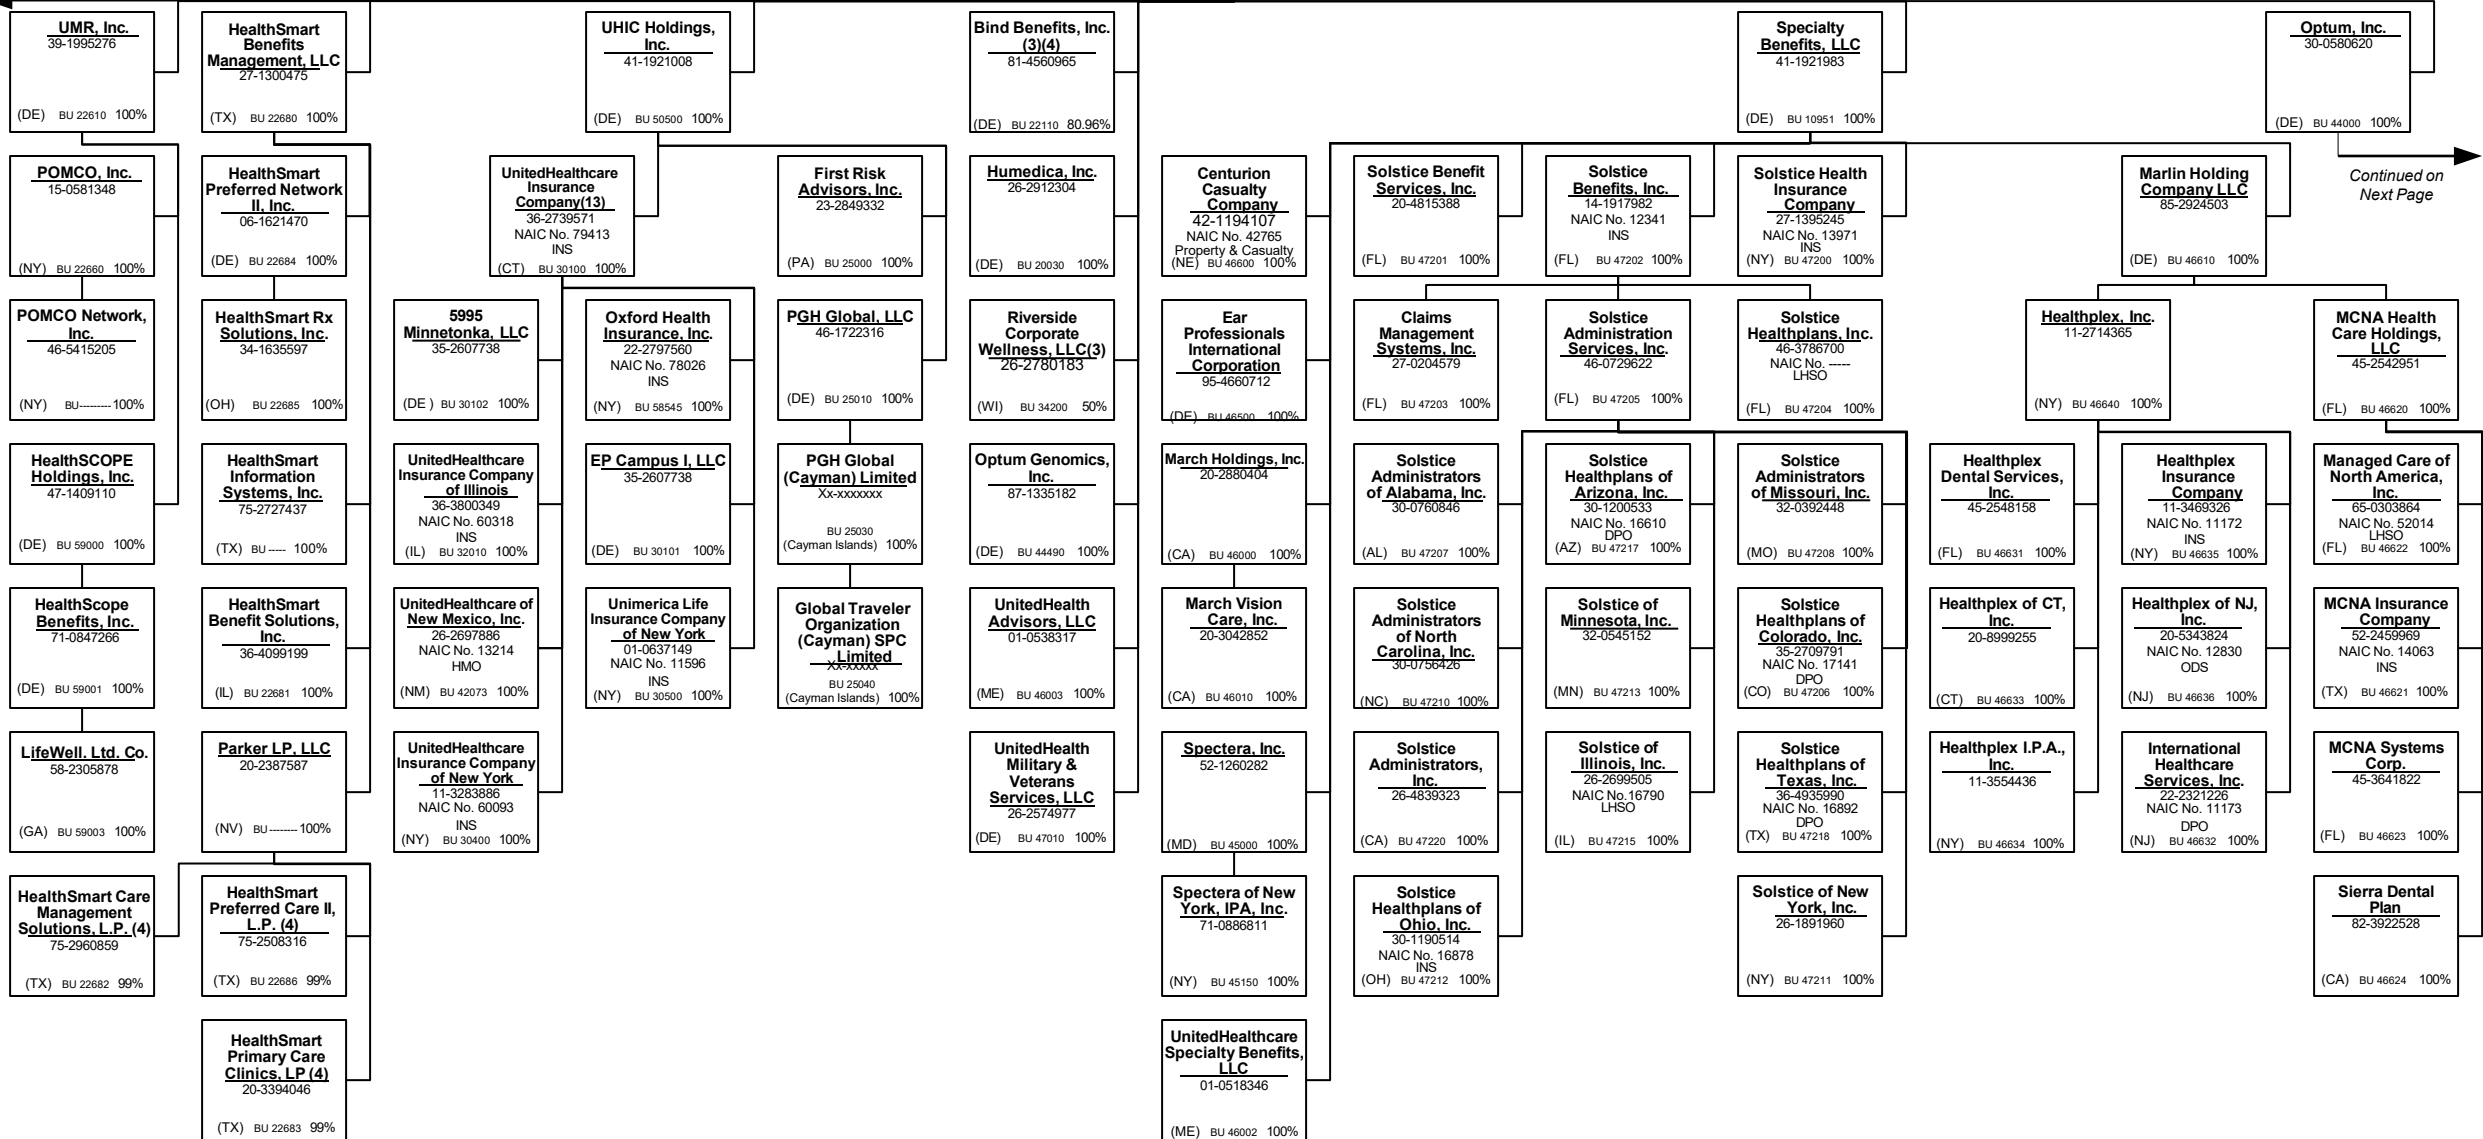 UMR, Inc.
39-1995276
(DE) BU 22610 100%
HealthSmart
Benefits
Management, LLC
27-1300475
(TX) BU 22680 100%
UHIC Holdings,
Inc.
41-1921008
(DE) BU 50500 100%
Bind Benefits, Inc.
(3)(4)
81-4560965
(DE) BU 22110 80.96%
Specialty
Benefits, LLC
41-1921983
(DE) BU 10951 100%
Optum, Inc.
30-0580620
(DE) BU 44000 100%
Continued on
Next Page
POMCO, Inc.
15-0581348
(NY) BU 22660 100%
HealthSmart
Preferred Network
II, Inc.
06-1621470
(DE) BU 22684 100%
UnitedHealthcare
Insurance
Company(13)
36-2739571
NAIC No. 79413
INS
(CT) BU 30100 100%
First Risk
Advisors, Inc.
23-2849332
(PA) BU 25000 100%
Humedica, Inc.
26-2912304
(DE) BU 20030 100%
Centurion
Casualty
Company
42-1194107
NAIC No. 42765
Property & Casualty
(NE) BU 46600 100%
Solstice Benefit
Services, Inc.
20-4815388
(FL) BU 47201 100%
Solstice
Benefits, Inc.
14-1917982
NAIC No. 12341
INS
(FL) BU 47202 100%
Solstice Health
Insurance
Company
27-1395245
NAIC No. 13971
INS
(NY) BU 47200 100%
Marlin Holding
Company LLC
85-2924503
(DE) BU 46610 100%
POMCO Network,
Inc.
46-5415205
(NY) BU--------- 100%
HealthSmart Rx
Solutions, Inc.
34-1635597
(OH) BU 22685 100%
5995
Minnetonka, LLC
35-2607738
(DE ) BU 30102 100%
Oxford Health
Insurance, Inc.
22-2797560
NAIC No. 78026
INS
(NY) BU 58545 100%
PGH Global, LLC
46-1722316
(DE) BU 25010 100%
Riverside
Corporate
Wellness, LLC(3)
26-2780183
(WI) BU 34200 50%
Ear
Professionals
International
Corporation
95-4660712
(DE) BU 46500 100%
Claims
Management
Systems, Inc.
27-0204579
(FL) BU 47203 100%
Solstice
Administration
Services, Inc.
46-0729622
(FL) BU 47205 100%
Solstice
Healthplans, Inc.
46-3786700
NAIC No. -----
LHSO
(FL) BU 47204 100%
Healthplex, Inc.
11-2714365
(NY) BU 46640 100%
MCNA Health
Care Holdings,
LLC
45-2542951
(FL) BU 46620 100%
HealthSCOPE
Holdings, Inc.
47-1409110
(DE) BU 59000 100%
HealthSmart
Information
Systems, Inc.
75-2727437
(TX) BU ----- 100%
UnitedHealthcare
Insurance Company
of Illinois
36-3800349
NAIC No. 60318
INS
(IL) BU 32010 100%
EP Campus I, LLC
35-2607738
(DE) BU 30101 100%
PGH Global
(Cayman) Limited
Xx-xxxxxxx
BU 25030
(Cayman Islands) 100%
Optum Genomics,
Inc.
87-1335182
(DE) BU 44490 100%
March Holdings, Inc.
20-2880404
(CA) BU 46000 100%
Solstice
Administrators
of Alabama, Inc.
30-0760846
(AL) BU 47207 100%
Solstice
Healthplans of
Arizona, Inc.
30-1200533
NAIC No. 16610
DPO
(AZ) BU 47217 100%
Solstice
Administrators
of Missouri, Inc.
32-0392448
(MO) BU 47208 100%
Healthplex
Dental Services,
Inc.
45-2548158
(FL) BU 46631 100%
Healthplex
Insurance
Company
11-3469326
NAIC No. 11172
INS
(NY) BU 46635 100%
Managed Care of
North America,
Inc.
65-0303864
NAIC No. 52014
LHSO
(FL) BU 46622 100%
HealthScope
Benefits, Inc.
71-0847266
(DE) BU 59001 100%
HealthSmart
Benefit Solutions,
Inc.
36-4099199
(IL) BU 22681 100%
UnitedHealthcare of
New Mexico, Inc.
26-2697886
NAIC No. 13214
HMO
(NM) BU 42073 100%
Unimerica Life
Insurance Company
of New York
01-0637149
NAIC No. 11596
INS
(NY) BU 30500 100%
Global Traveler
Organization
(Cayman) SPC
Limited
Xx-xxxxx
BU 25040
(Cayman Islands) 100%
UnitedHealth
Advisors, LLC
01-0538317
(ME) BU 46003 100%
March Vision
Care, Inc.
20-3042852
(CA) BU 46010 100%
Solstice
Administrators
of North
Carolina, Inc.
30-0756426
(NC) BU 47210 100%
Solstice of
Minnesota, Inc.
32-0545152
(MN) BU 47213 100%
Solstice
Healthplans of
Colorado, Inc.
35-2709791
NAIC No. 17141
DPO
(CO) BU 47206 100%
Healthplex of CT,
Inc.
20-8999255
(CT) BU 46633 100%
Healthplex of NJ,
Inc.
20-5343824
NAIC No. 12830
ODS
(NJ) BU 46636 100%
MCNA Insurance
Company
52-2459969
NAIC No. 14063
INS
(TX) BU 46621 100%
LifeWell. Ltd. Co.
58-2305878
(GA) BU 59003 100%
Parker LP, LLC
20-2387587
(NV) BU -------- 100%
UnitedHealthcare
Insurance Company
of New York
11-3283886
NAIC No. 60093
INS
(NY) BU 30400 100%
UnitedHealth
Military &
Veterans
Services, LLC
26-2574977
(DE) BU 47010 100%
Spectera, Inc.
52-1260282
(MD) BU 45000 100%
Solstice
Administrators,
Inc.
26-4839323
(CA) BU 47220 100%
Solstice of
Illinois, Inc.
26-2699505
NAIC No.16790
LHSO
(IL) BU 47215 100%
Solstice
Healthplans of
Texas, Inc.
36-4935990
NAIC No. 16892
DPO
(TX) BU 47218 100%
Healthplex I.P.A.,
Inc.
11-3554436
(NY) BU 46634 100%
International
Healthcare
Services, Inc.
22-2321226
NAIC No. 11173
DPO
(NJ) BU 46632 100%
MCNA Systems
Corp.
45-3641822
(FL) BU 46623 100%
HealthSmart Care
Management
Solutions, L.P. (4)
75-2960859
(TX) BU 22682 99%
HealthSmart
Preferred Care II,
L.P. (4)
75-2508316
(TX) BU 22686 99%
Spectera of New
York, IPA, Inc.
71-0886811
(NY) BU 45150 100%
Solstice
Healthplans of
Ohio, Inc.
30-1190514
NAIC No. 16878
INS
(OH) BU 47212 100%
Solstice of New
York, Inc.
26-1891960
(NY) BU 47211 100%
Sierra Dental
Plan
82-3922528
(CA) BU 46624 100%
HealthSmart
Primary Care
Clinics, LP (4)
20-3394046
(TX) BU 22683 99%
UnitedHealthcare
Specialty Benefits,
LLC
01-0518346
(ME) BU 46002 100%